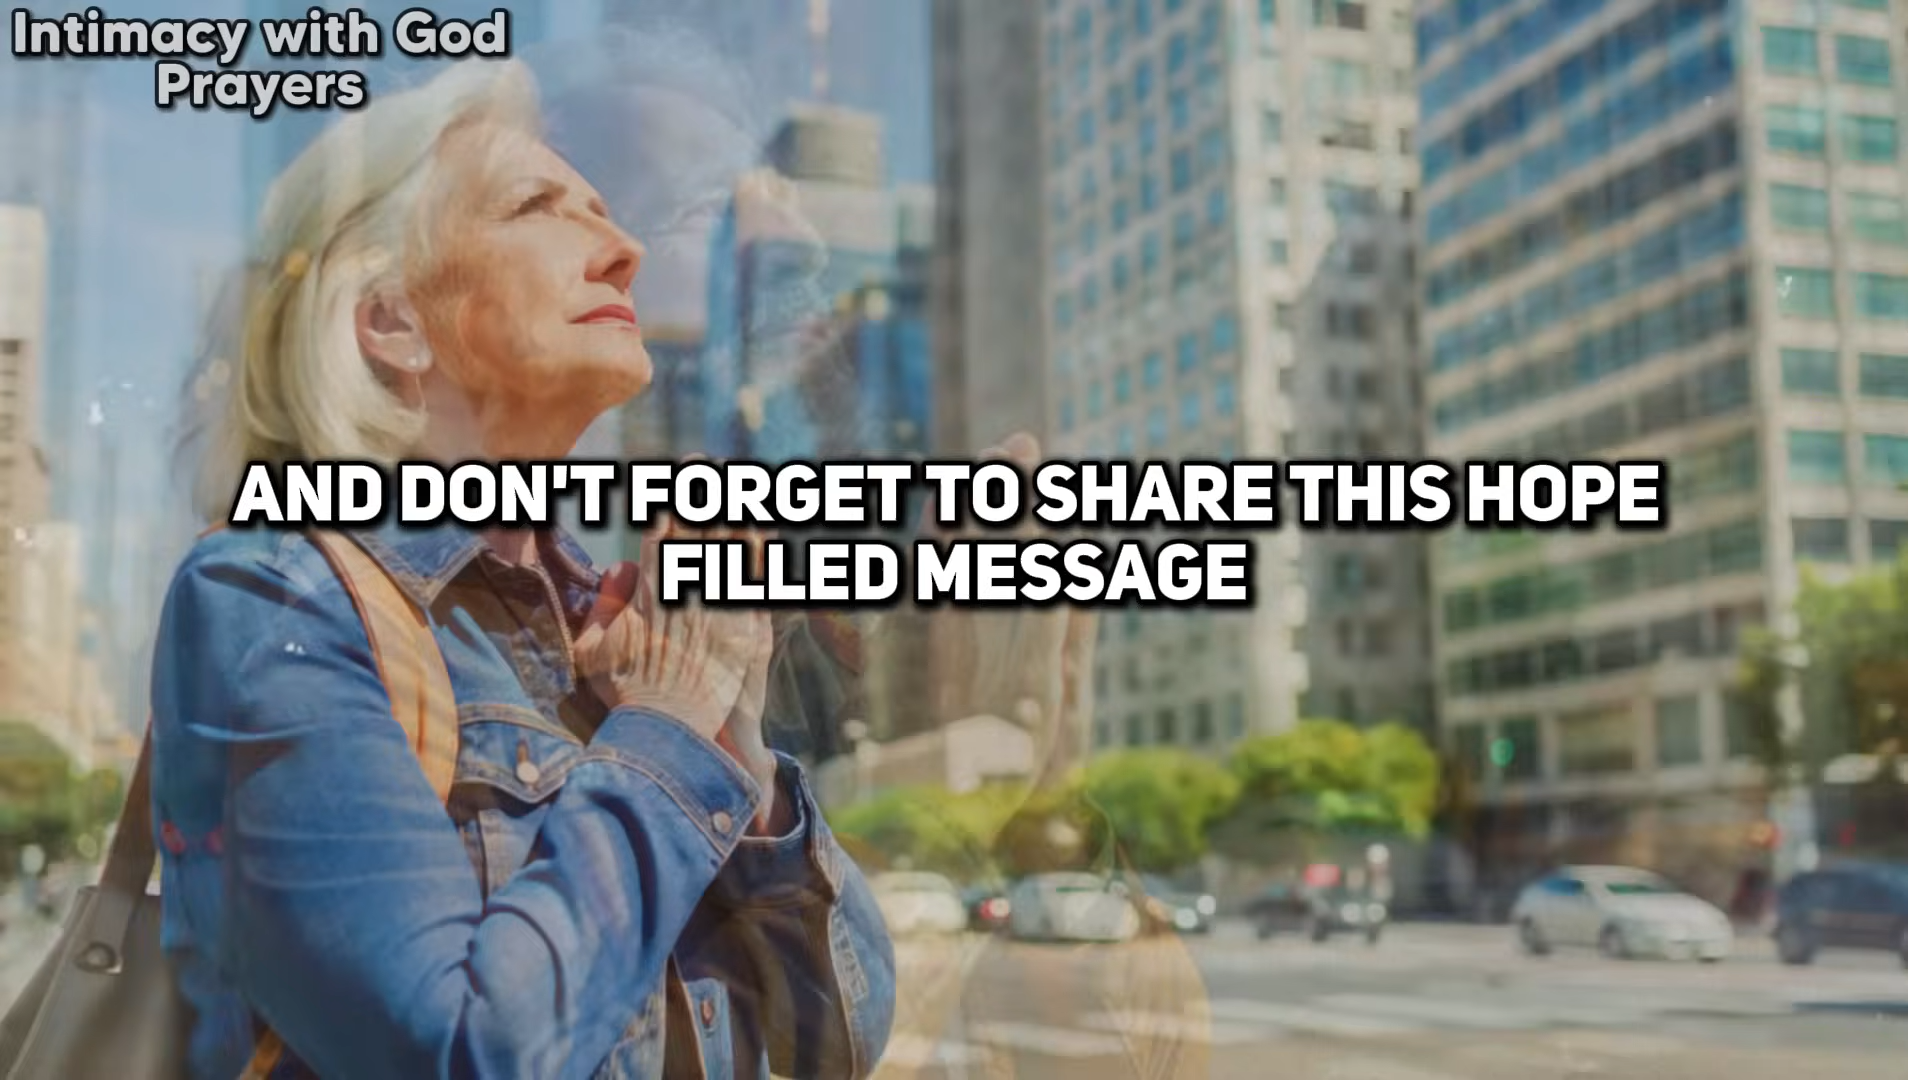 Intimacy with God
Prayers
AND DON'T FORGET TO SHARE THIS HOPE
FILLED MESSAGE